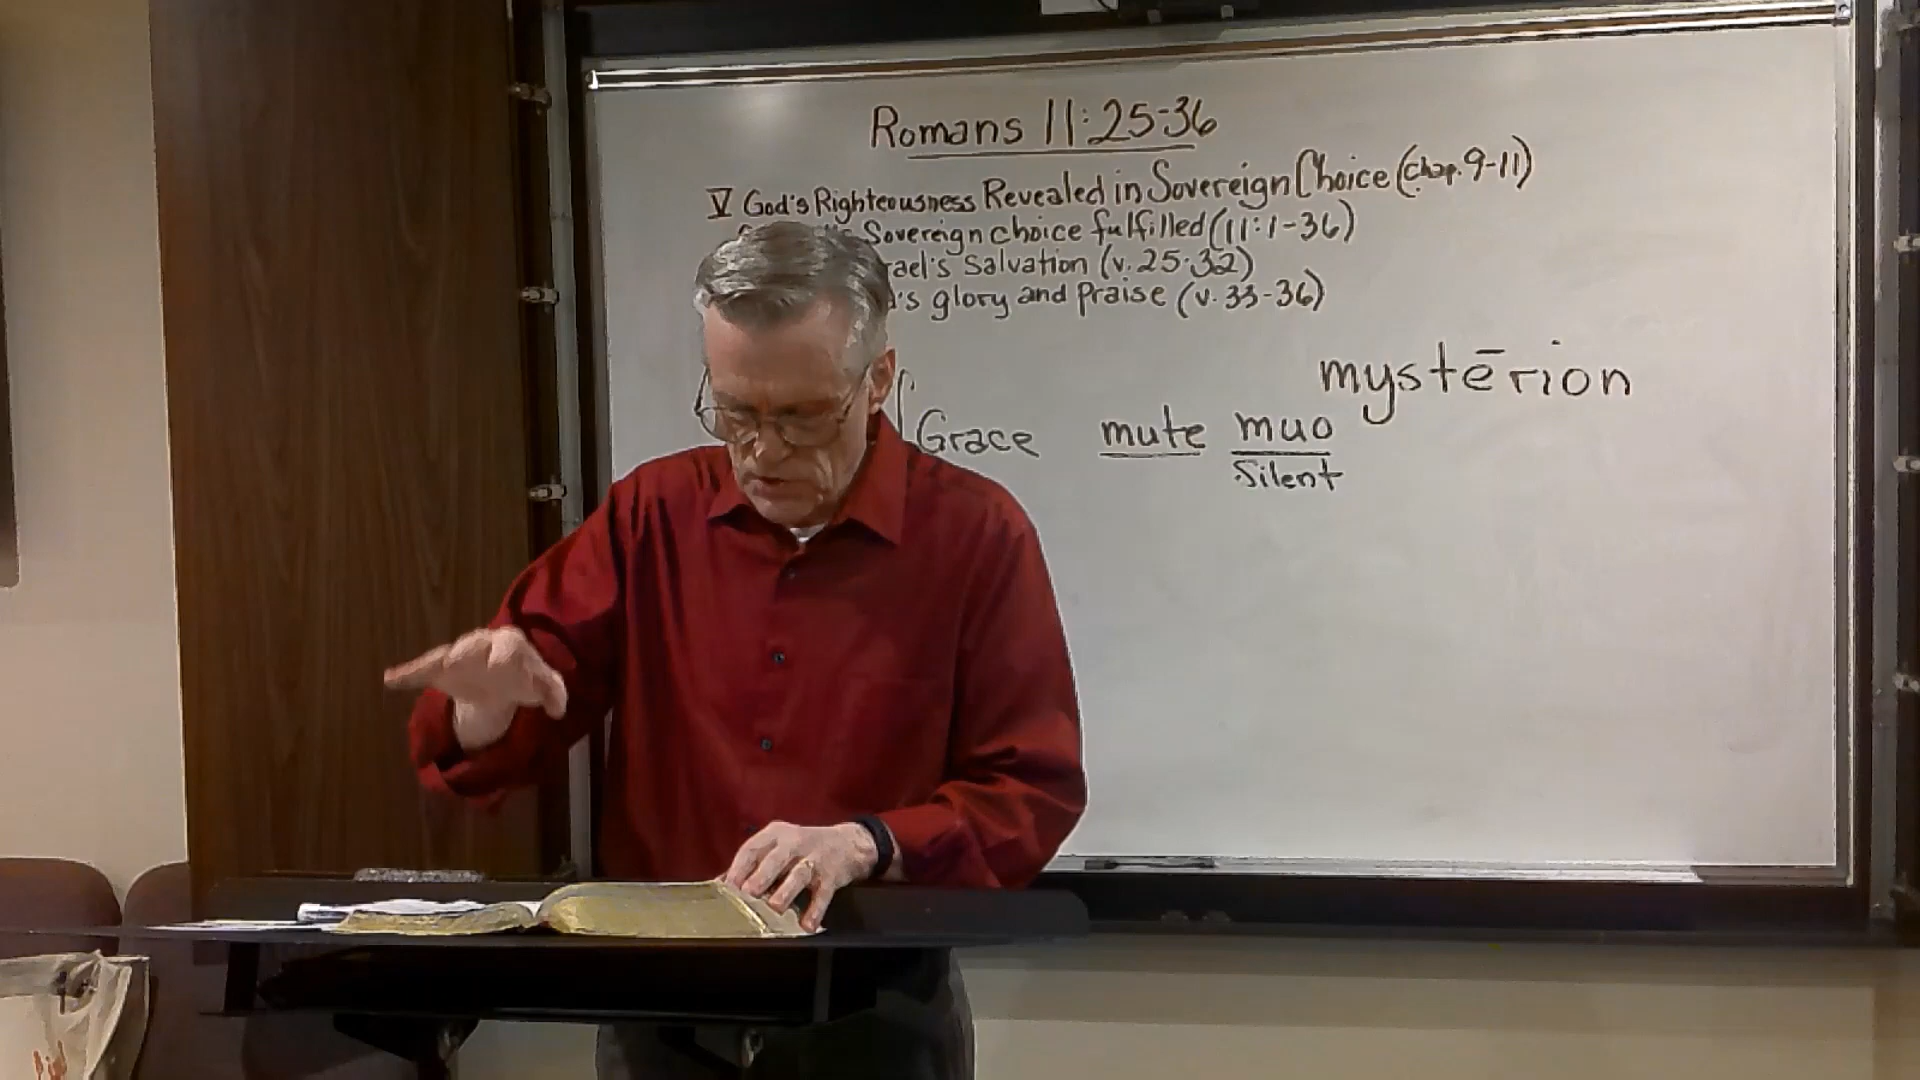 Romans 11:25-36
V God's Righteousness Revealed in Sovereign Choice (Chap. 9-11)
Sovereign choice fulfilled (11:1-36)
rael's Salvation (v. 25-32)
's glory and Praise (v. 33-36)
mystērion
Grace mute muo
Silent